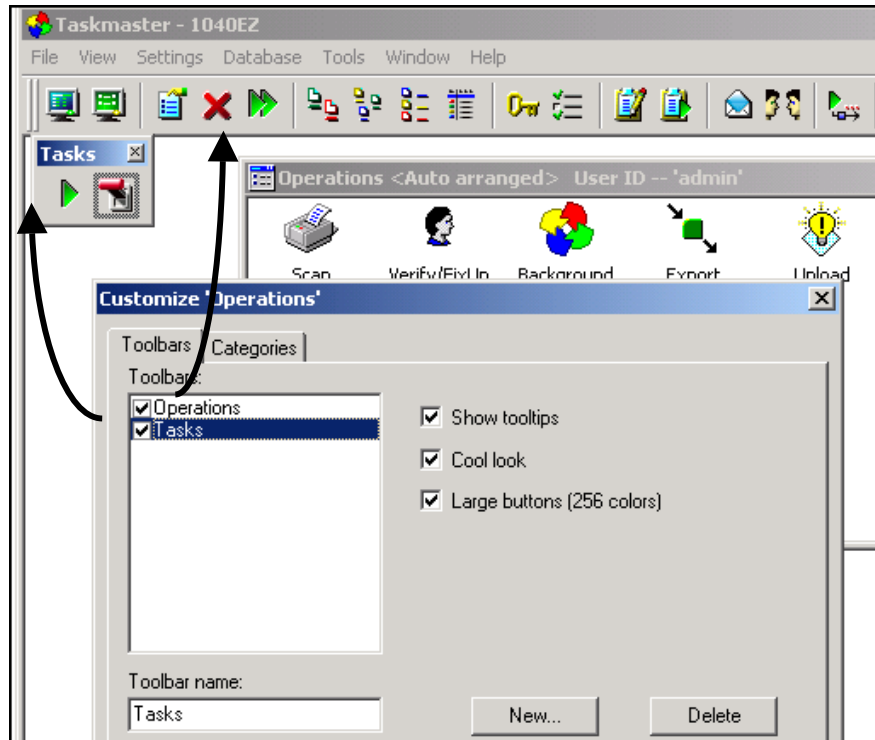 Taskmaster - 1040EZ
File View Settings Database Tools Window Help
Tasks
Operations <Auto arranged> User ID -- 'admin'
Scan Verify/FixUp Background Export Upload
Customize 'Operations'
Toolbars Categories
Toolbars:
Operations
Tasks
Show tooltips
Cool look
Large buttons (256 colors)
Toolbar name:
Tasks
New... Delete